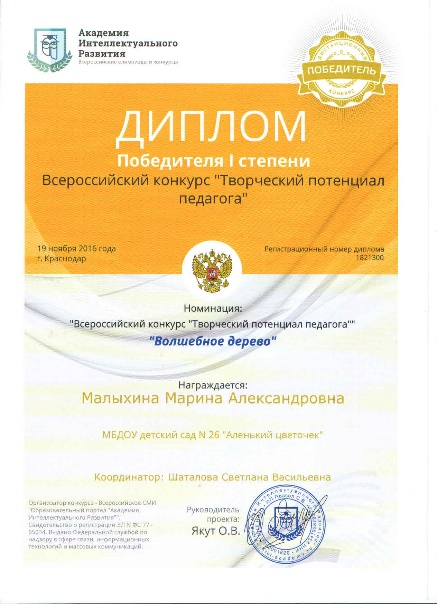 Академия
Интеллектуального
Развития
Всероссийские олимпиады и конкурсы
ДИСТАНЦИОННЫЙ
ПОБЕДИТЕЛЬ
КОНКУРС
ДИПЛОМ
Победителя I степени
Всероссийский конкурс "Творческий потенциал
педагога"
19 ноября 2016 года
г. Краснодар
Регистрационный номер диплома
1821300
Номинация:
"Всероссийский конкурс "Творческий потенциал педагога""
"Волшебное дерево"
Награждается:
Малыхина Марина Александровна
МБДОУ детский сад N 26 "Аленький цветочек"
Координатор: Шаталова Светлана Васильевна
Организатор конкурса - Всероссийское СМИ
"Образовательный портал "Академия
Интеллектуального Развития"".
Свидетельство о регистрации ЭЛ N ФС 77 -
Выдано Федеральной службой по
надзору в сфере связи, информационных
технологий и массовых коммуникаций.
Руководитель
проекта:
Якут О.В.